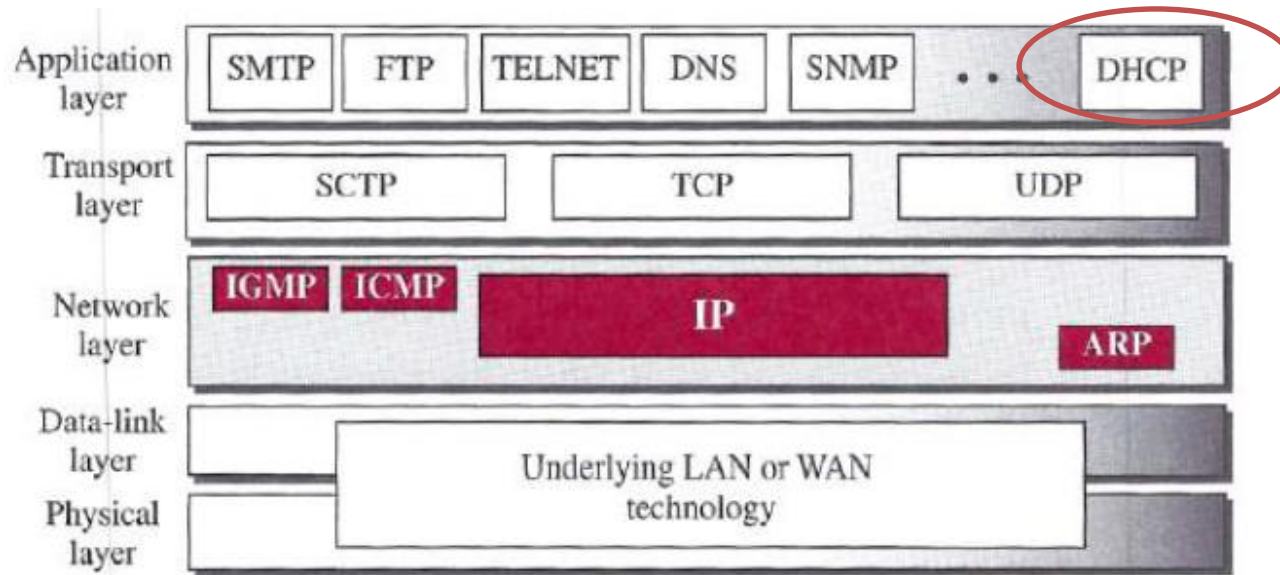 Application
layer
SMTP FTP TELNET DNS SNMP • • • DHCP
Transport
layer
SCTP TCP UDP
Network
layer
IGMP ICMP IP ARP
Data-link
layer
Physical
layer
Underlying LAN or WAN
technology